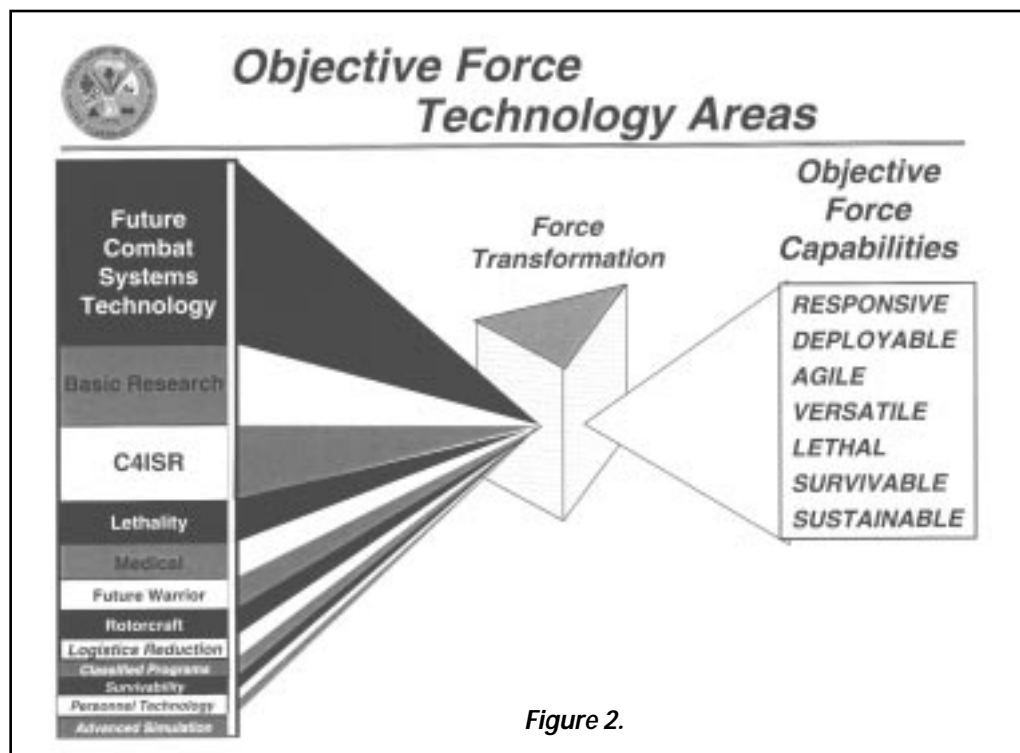 Objective Force
Technology Areas
Future
Combat
Systems
Technology
Basic Research
C4ISR
Lethality
Medical
Future Warrior
Rotorcraft
Logistics Reduction
Classified Programs
Survivability
Personnel Technology
Advanced Simulation
Force
Transformation
Objective
Force
Capabilities
RESPONSIVE
DEPLOYABLE
AGILE
VERSATILE
LETHAL
SURVIVABLE
SUSTAINABLE
Figure 2.